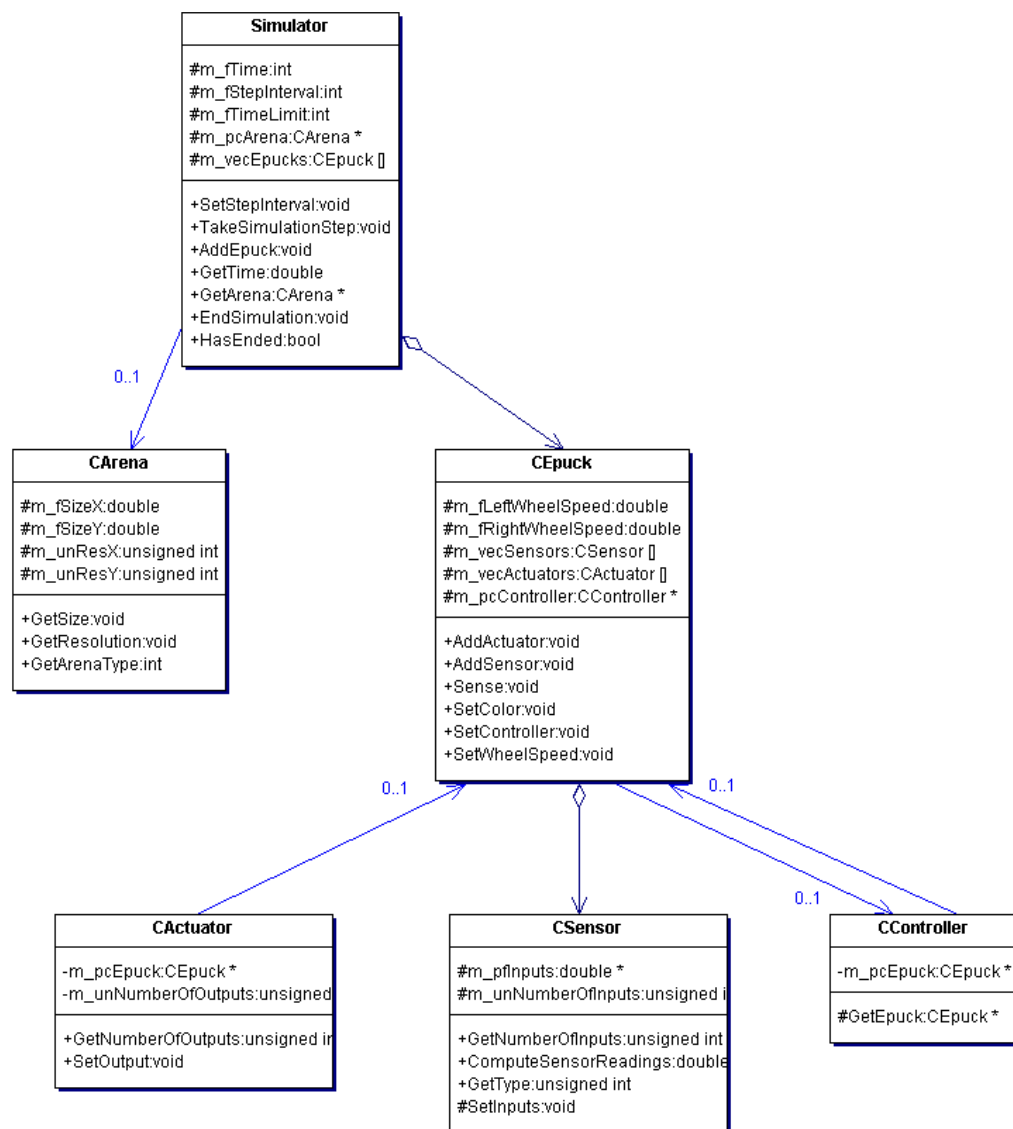 Simulator
#m_fTime:int
#m_fStepInterval:int
#m_fTimeLimit:int
#m_pcArena:CArena *
#m_vecEpucks:CEpuck []
+SetStepInterval:void
+TakeSimulationStep:void
+AddEpuck:void
+GetTime:double
+GetArena:CArena *
+EndSimulation:void
+HasEnded:bool
0..1
CArena
#m_fSizeX:double
#m_fSizeY:double
#m_unResX:unsigned int
#m_unResY:unsigned int
+GetSize:void
+GetResolution:void
+GetArenaType:int
CEpuck
#m_fLeftWheelSpeed:double
#m_fRightWheelSpeed:double
#m_vecSensors:CSensor []
#m_vecActuators:CActuator []
#m_pcController:CController *
+AddActuator:void
+AddSensor:void
+Sense:void
+SetColor:void
+SetController:void
+SetWheelSpeed:void
0..1
0..1
0..1
CActuator
-m_pcEpuck:CEpuck *
-m_unNumberOfOutputs:unsigned
+GetNumberOfOutputs:unsigned in
+SetOutput:void
CSensor
#m_pfInputs:double *
#m_unNumberOfInputs:unsigned i
+GetNumberOfInputs:unsigned int
+ComputeSensorReadings:double
+GetType:unsigned int
#SetInputs:void
CController
-m_pcEpuck:CEpuck *
#GetEpuck:CEpuck *